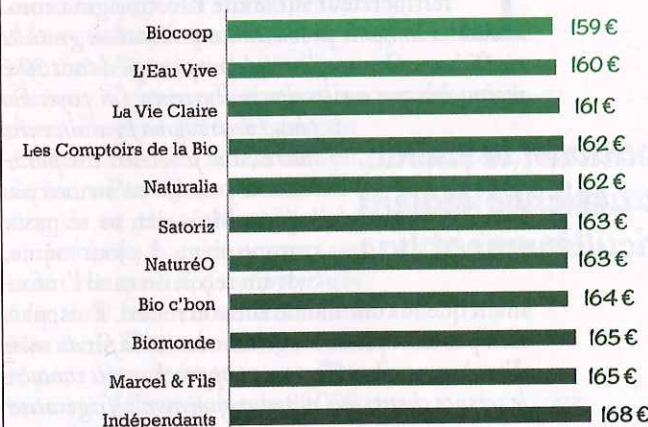 Biocoop 159 €
L'Eau Vive 160 €
La Vie Claire 161 €
Les Comptoirs de la Bio 162 €
Naturalia 162 €
Satoriz 163 €
NaturéO 163 €
Bio c'bon 164 €
Biomonde 165 €
Marcel & Fils 165 €
Indépendants 168 €